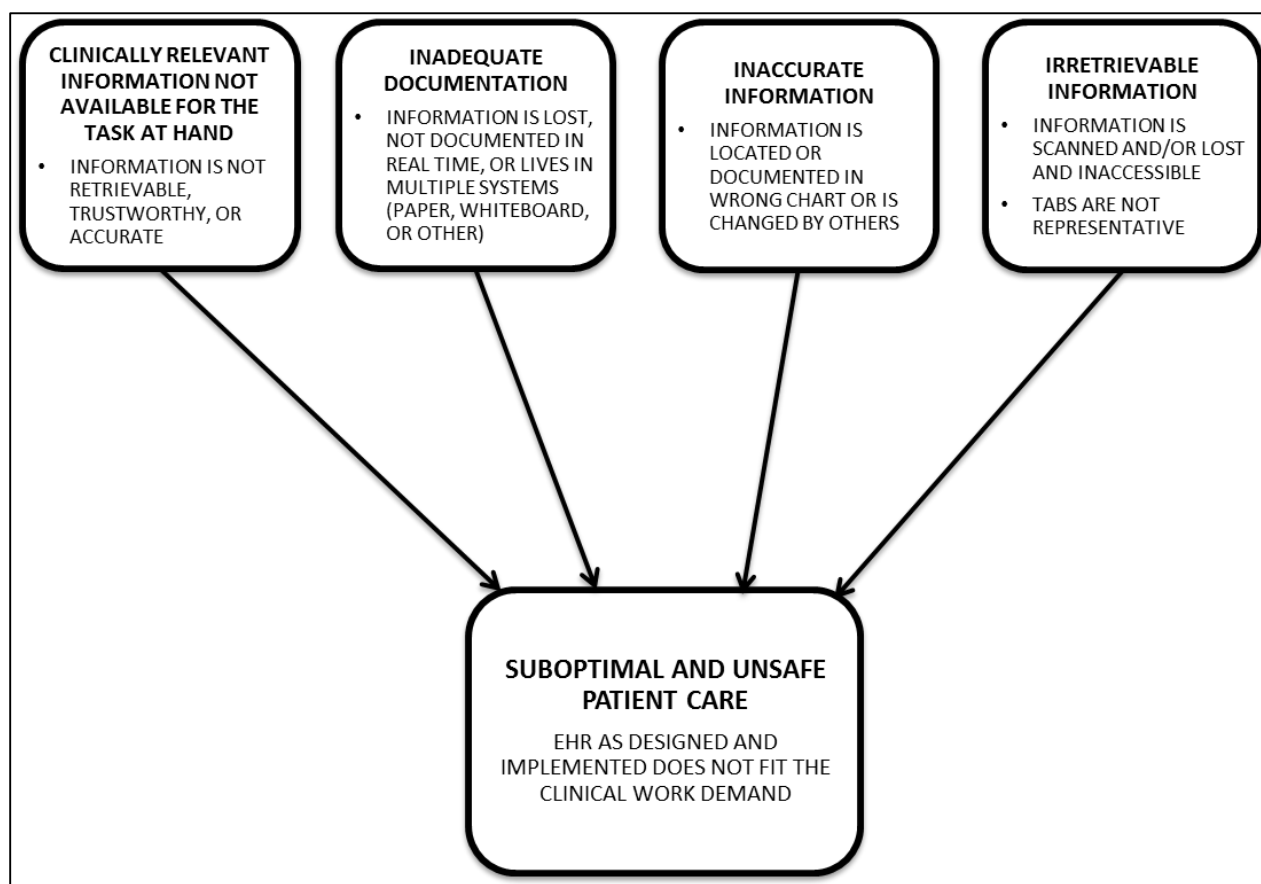 CLINICALLY RELEVANT
INFORMATION NOT
AVAILABLE FOR THE
TASK AT HAND
• INFORMATION IS NOT
RETRIEVABLE,
TRUSTWORTHY, OR
ACCURATE
INADEQUATE
DOCUMENTATION
• INFORMATION IS LOST,
NOT DOCUMENTED IN
REAL TIME, OR LIVES IN
MULTIPLE SYSTEMS
(PAPER, WHITEBOARD,
OR OTHER)
INACCURATE
INFORMATION
• INFORMATION IS
LOCATED OR
DOCUMENTED IN
WRONG CHART OR IS
CHANGED BY OTHERS
IRRETRIEVABLE
INFORMATION
• INFORMATION IS
SCANNED AND/OR LOST
AND INACCESSIBLE
• TABS ARE NOT
REPRESENTATIVE
SUBOPTIMAL AND UNSAFE
PATIENT CARE
EHR AS DESIGNED AND
IMPLEMENTED DOES NOT FIT THE
CLINICAL WORK DEMAND